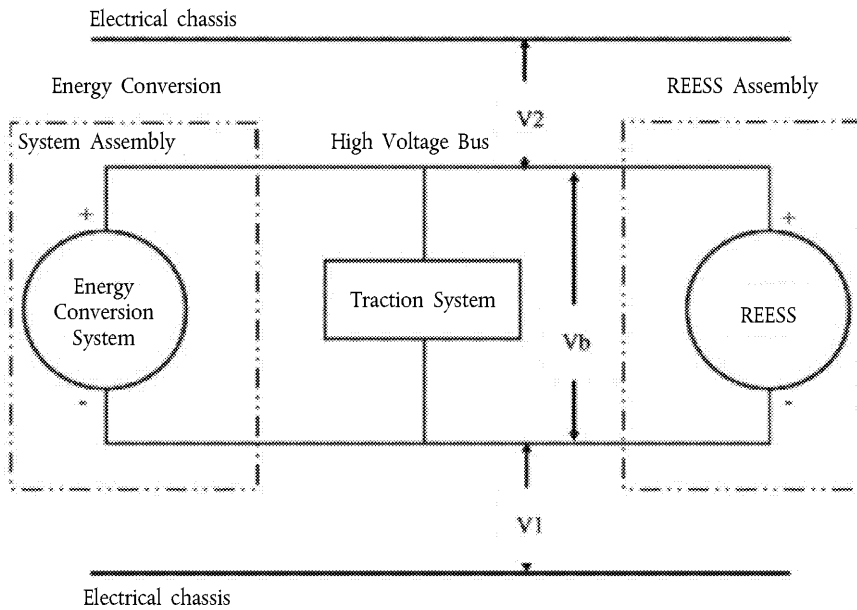 Electrical chassis
Energy Conversion
REESS Assembly
V2
System Assembly
High Voltage Bus
+
+
Energy
Conversion
System
Traction System
REESS
Vb
-
-
V1
Electrical chassis